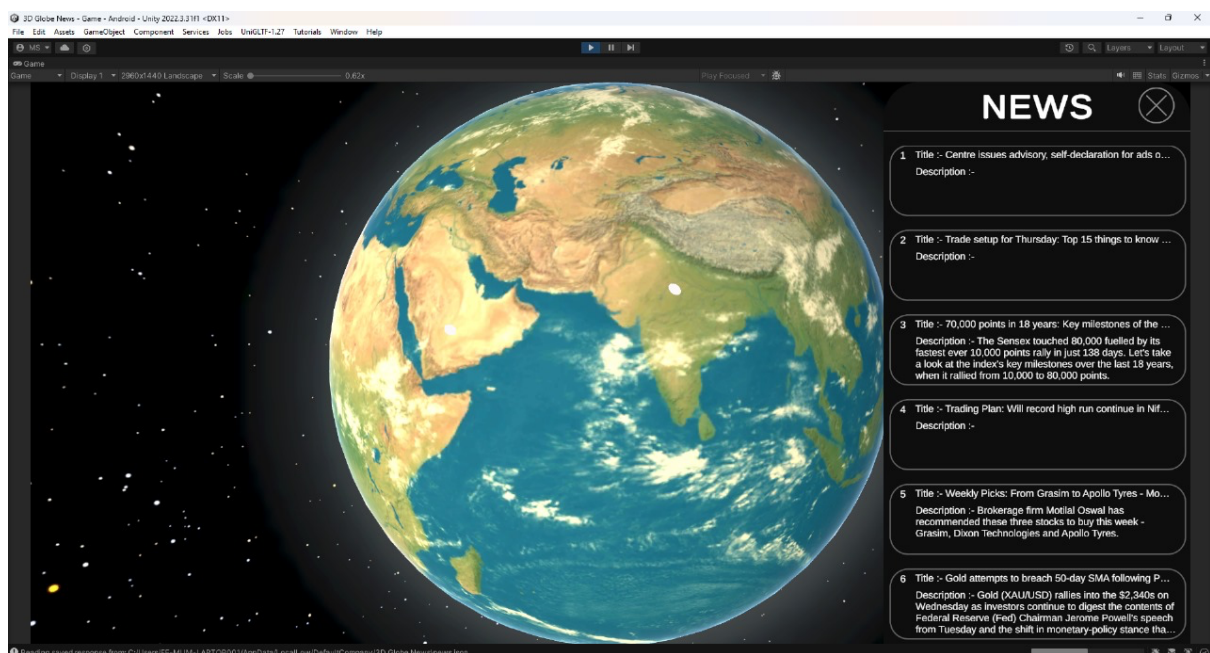 3D Globe News - Game - Android - Unity 2022.3.31f1 <DX11>
File Edit Assets GameObject Component Services Jobs UniGLTF-1.27 Tutorials Window Help
MS Layers Layout
Game
Game Display 1 2960x1440 Landscape Scale 0.62x Play Focused Stats Gizmos
NEWS
1 Title :- Centre issues advisory, self-declaration for ads o...
Description :-
2 Title :- Trade setup for Thursday: Top 15 things to know ...
Description :-
3 Title :- 70,000 points in 18 years: Key milestones of the ...
Description :- The Sensex touched 80,000 fuelled by its
fastest ever 10,000 points rally in just 138 days. Let's take
a look at the index's key milestones over the last 18 years,
when it rallied from 10,000 to 80,000 points.
4 Title :- Trading Plan: Will record high run continue in Nif...
Description :-
5 Title :- Weekly Picks: From Grasim to Apollo Tyres - Mo...
Description :- Brokerage firm Motilal Oswal has
recommended these three stocks to buy this week -
Grasim, Dixon Technologies and Apollo Tyres.
6 Title :- Gold attempts to breach 50-day SMA following P...
Description :- Gold (XAU/USD) rallies into the $2,340s on
Wednesday as investors continue to digest the contents of
Federal Reserve (Fed) Chairman Jerome Powell's speech
from Tuesday and the shift in monetary-policy stance tha...